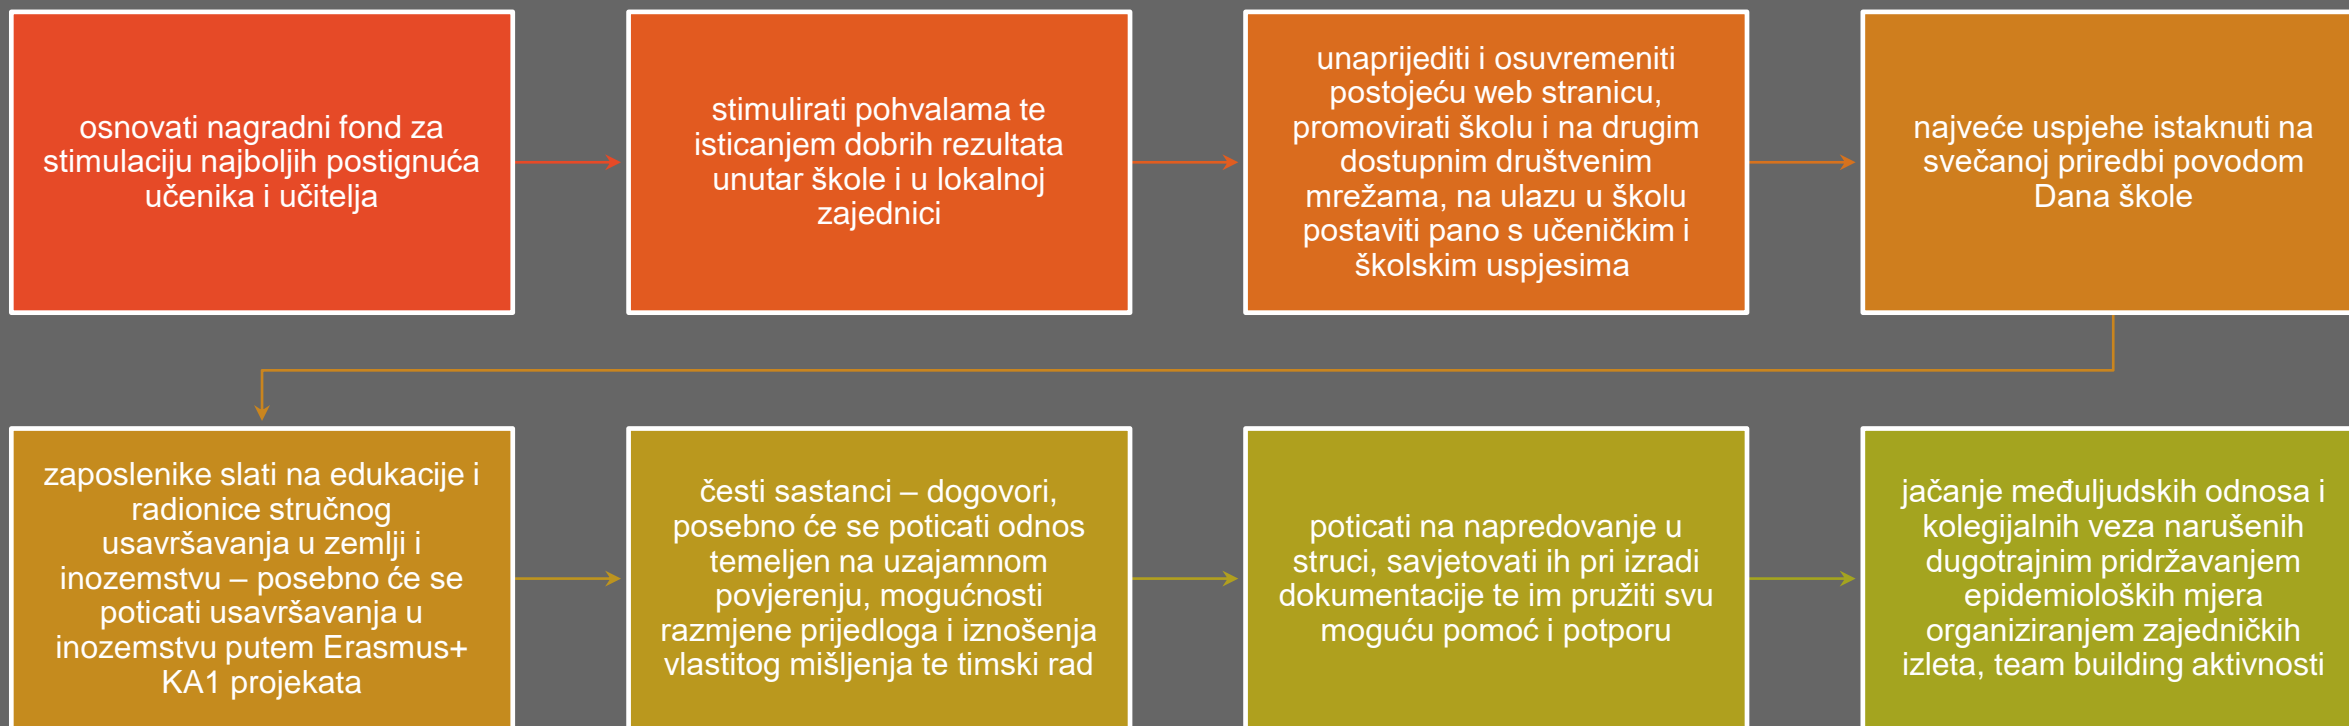 osnovati nagradni fond za
stimulaciju najboljih postignuća
učenika i učitelja
stimulirati pohvalama te
isticanjem dobrih rezultata
unutar škole i u lokalnoj
zajednici
unaprijediti i osuvremeniti
postojeću web stranicu,
promovirati školu i na drugim
dostupnim društvenim
mrežama, na ulazu u školu
postaviti pano s učeničkim i
školskim uspjesima
najveće uspjehe istaknuti na
svečanoj priredbi povodom
Dana škole
zaposlenike slati na edukacije i
radionice stručnog
usavršavanja u zemlji i
inozemstvu – posebno će se
poticati usavršavanja u
inozemstvu putem Erasmus+
KA1 projekata
česti sastanci – dogovori,
posebno će se poticati odnos
temeljen na uzajamnom
povjerenju, mogućnosti
razmjene prijedloga i iznošenja
vlastitog mišljenja te timski rad
poticati na napredovanje u
struci, savjetovati ih pri izradi
dokumentacije te im pružiti svu
moguću pomoć i potporu
jačanje međuljudskih odnosa i
kolegijalnih veza narušenih
dugotrajnim pridržavanjem
epidemioloških mjera
organiziranjem zajedničkih
izleta, team building aktivnosti